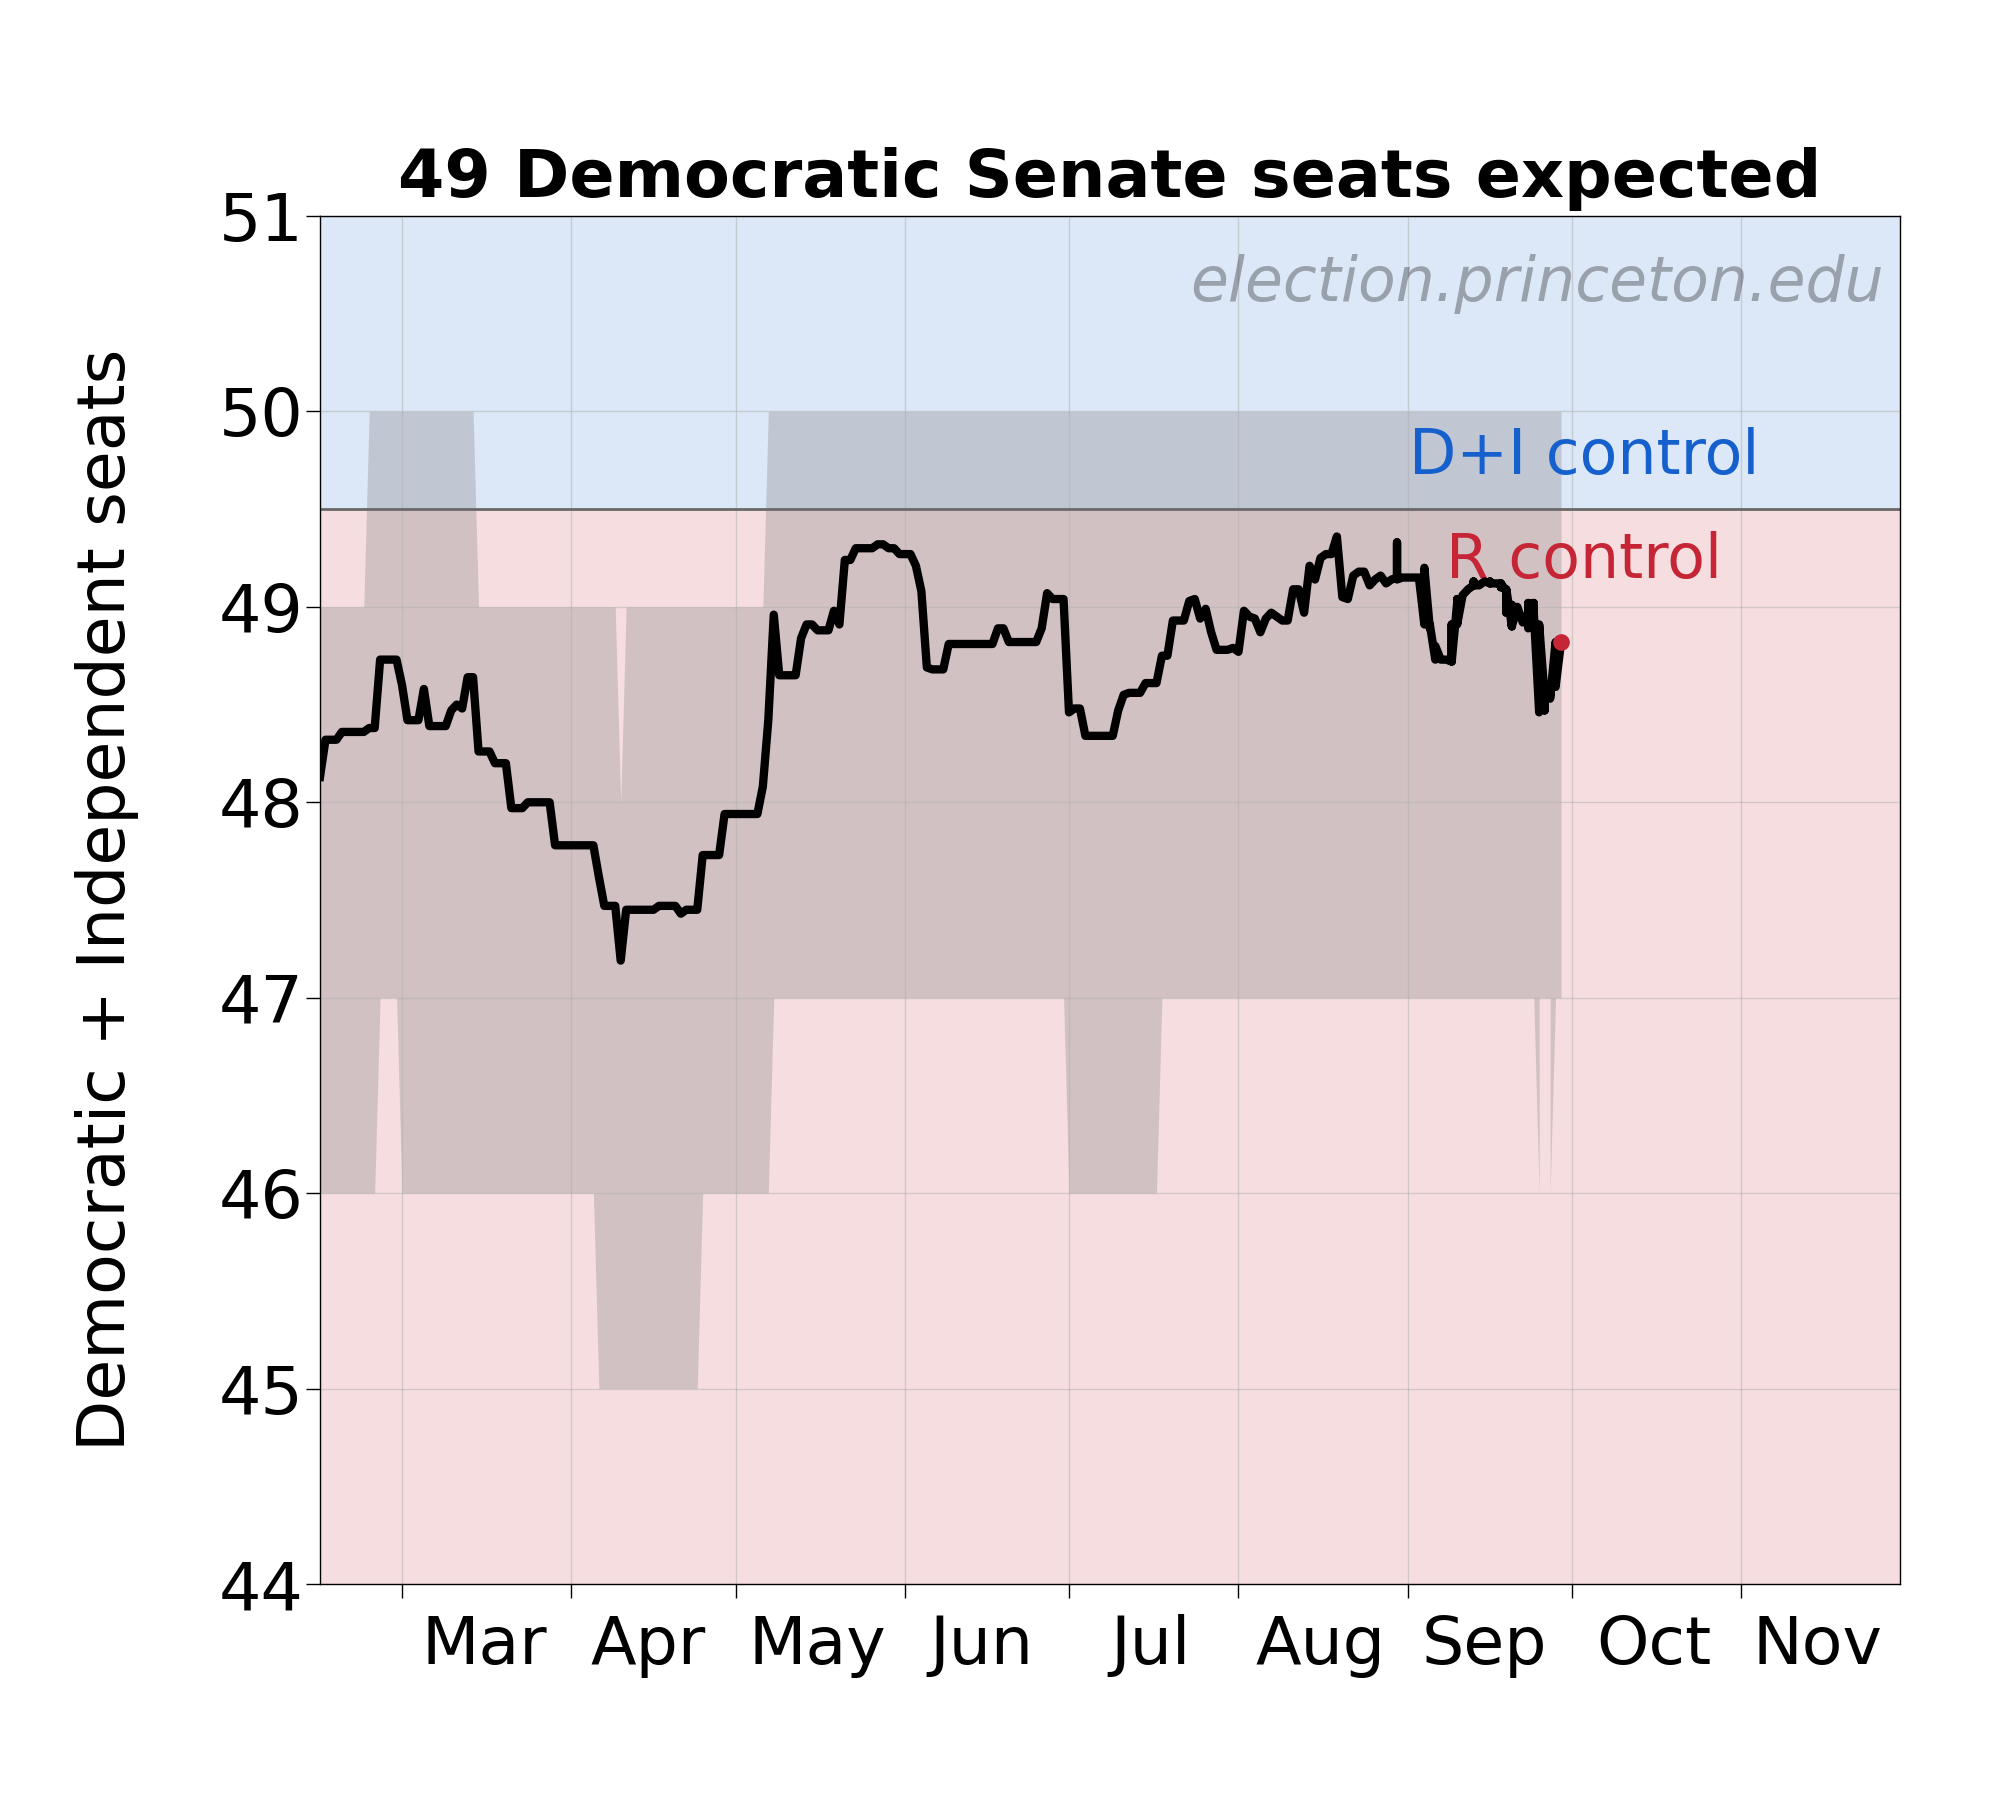 49 Democratic Senate seats expected
election.princeton.edu
D+I control
R control
Democratic + Independent seats
51
50
49
48
47
46
45
44
Mar Apr May Jun Jul Aug Sep Oct Nov